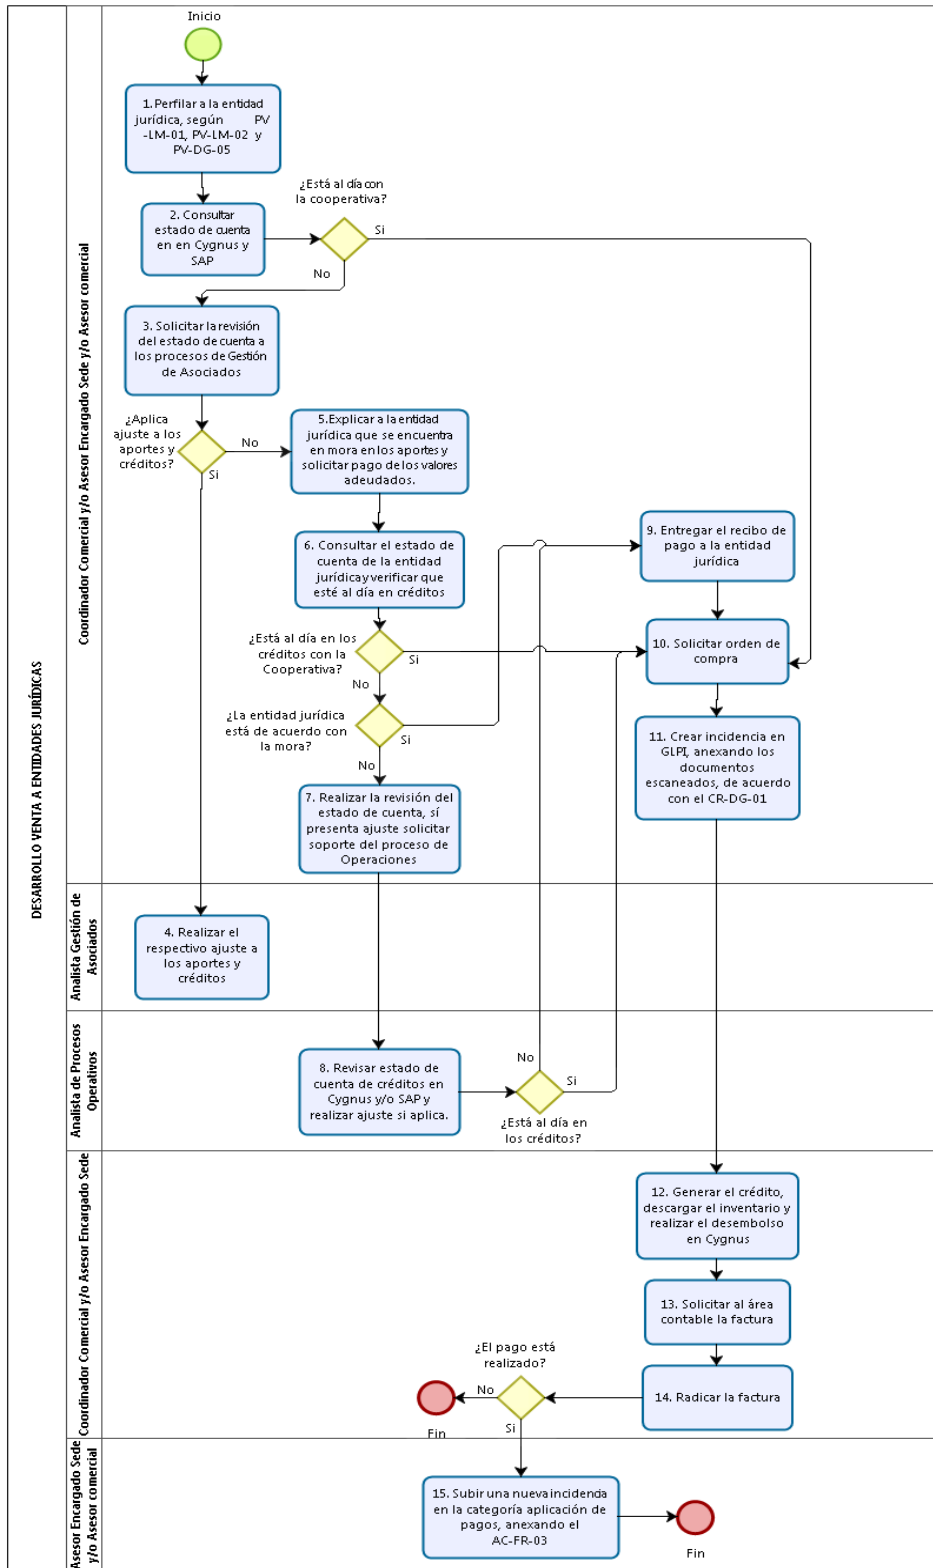 DESARROLLO VENTA A ENTIDADES JURÍDICAS
Coordinador Comercial y/o Asesor Encargado Sede y/o Asesor comercial
Inicio
1. Perfilar a la entidad
jurídica, según PV
-LM-01, PV-LM-02 y
PV-DG-05
2. Consultar
estado de cuenta
en en Cygnus y
SAP
¿Está al día con
la cooperativa?
Si
No
3. Solicitar la revisión
del estado de cuenta a
los procesos de Gestión
de Asociados
¿Aplica
ajuste a los
aportes y
créditos?
No
Si
5.Explicar a la entidad
jurídica que se encuentra
en mora en los aportes y
solicitar pago de los valores
adeudados.
6. Consultar el estado de
cuenta de la entidad
jurídica y verificar que
esté al día en créditos
¿Está al día en los
créditos con la
Cooperativa?
Si
No
¿La entidad jurídica
está de acuerdo con
la mora?
Si
No
7. Realizar la revisión del
estado de cuenta, sí
presenta ajuste solicitar
soporte del proceso de
Operaciones
9. Entregar el recibo de
pago a la entidad
jurídica
10. Solicitar orden de
compra
11. Crear incidencia en
GLPI, anexando los
documentos
escaneados, de acuerdo
con el CR-DG-01
Analista Gestión de
Asociados
4. Realizar el
respectivo ajuste a
los aportes y
créditos
Analista de Procesos
Operativos
8. Revisar estado de
cuenta de créditos en
Cygnus y/o SAP y
realizar ajuste si aplica.
No
Si
¿Está al día en
los créditos?
Coordinador Comercial y/o Asesor Encargado Sede
12. Generar el crédito,
descargar el inventario y
realizar el desembolso
en Cygnus
13. Solicitar al área
contable la factura
14. Radicar la factura
¿El pago está
realizado?
No
Si
Fin
Asesor Encargado Sede
y/o Asesor comercial
15. Subir una nueva incidencia
en la categoría aplicación de
pagos, anexando el
AC-FR-03
Fin